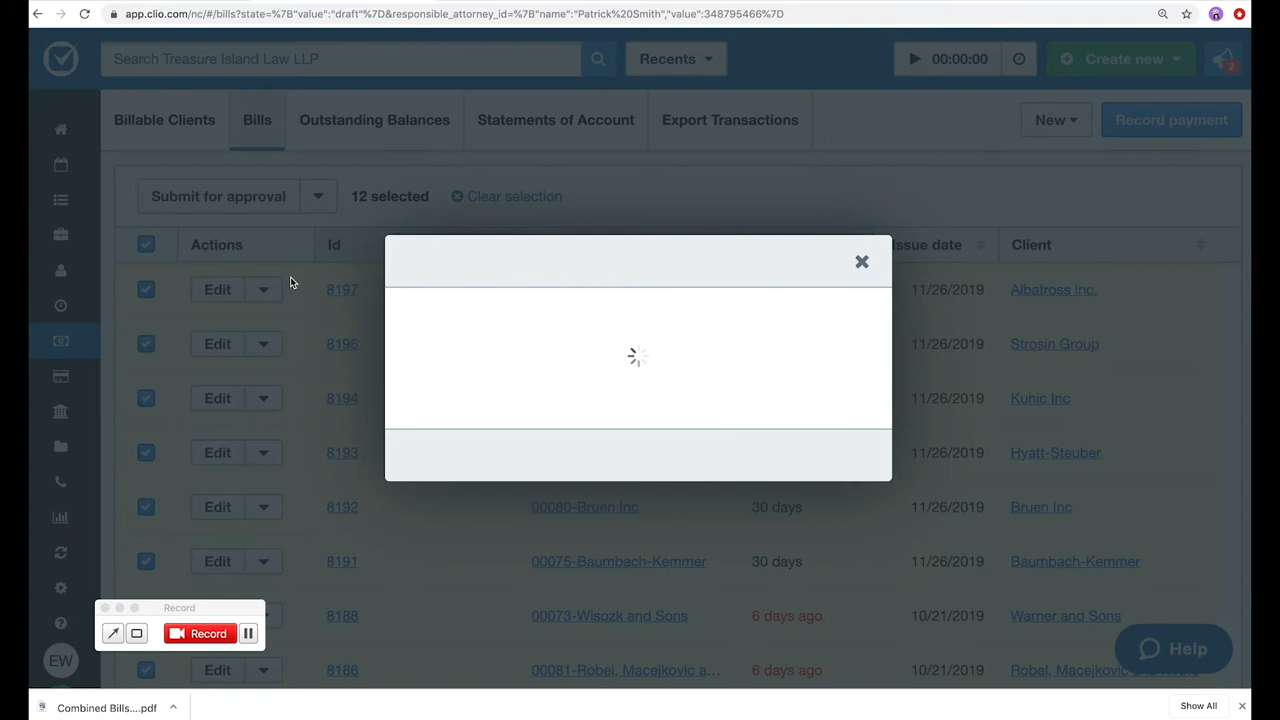 app.clio.com/nc/#/bills?state=%7B"value":"draft"%7D&responsible_attorney_id=%7B"name":"Patrick%20Smith","value":348795466%7D
Search Treasure Island Law LLP
Recents
00:00:00
Create new
2
Billable Clients
Bills
Outstanding Balances
Statements of Account
Export Transactions
New
Record payment
Submit for approval
12 selected
Clear selection
Actions
Id
Issue date
Client
Edit
8197
11/26/2019
Albatross inc.
Edit
8196
11/26/2019
Strosin Group
Edit
8194
11/26/2019
Kuhic Inc
Edit
8193
11/26/2019
Hyatt-Steuber
Edit
8192
00080-Bruen Inc
30 days
11/26/2019
Bruen Inc
Edit
8191
00075-Baumbach-Kemmer
30 days
11/26/2019
Baumbach-Kemmer
8188
00073-Wisozk and Sons
6 days ago
10/21/2019
Warner and Sons
Edit
8186
00081-Robel, Macejkovic a...
6 days ago
10/21/2019
Robel, Macejkovic
Record
Record
Help
EW
Combined Bills....pdf
Show All